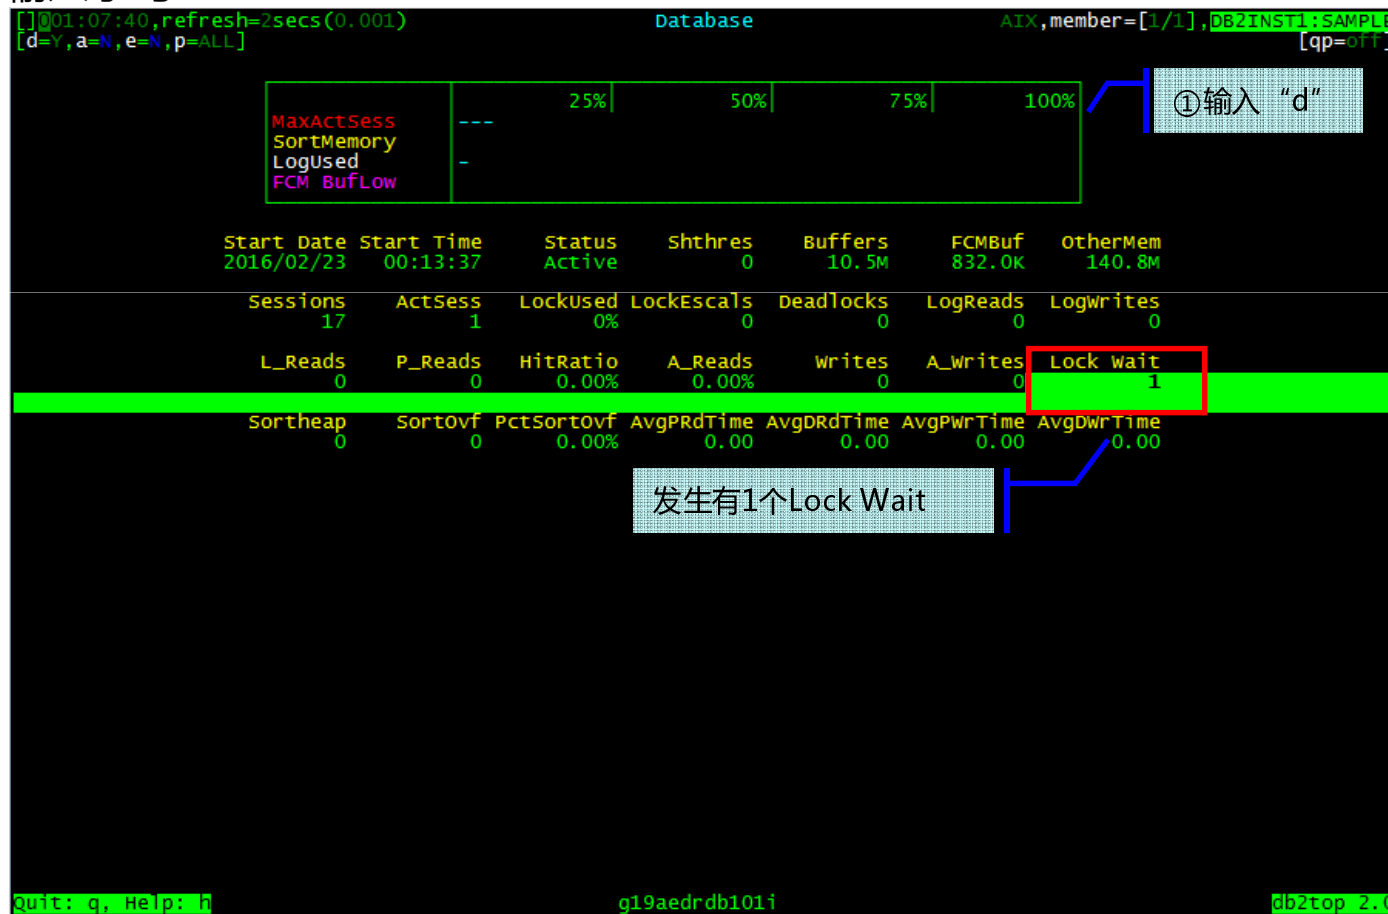 []001:07:40,refresh=2secs(0.001) Database AIX,member=[1/1],DB2INST1:SAMPLE
[d=Y,a=N,e=N,p=ALL] [qp=off]
25% 50% 75% 100%
①输入“d”
MaxActSess ---
SortMemory
LogUsed -
FCM BufLow
Start Date Start Time Status Shthres Buffers FCMBuf OtherMem
2016/02/23 00:13:37 Active 0 10.5M 832.0K 140.8M
Sessions ActSess LockUsed LockEscals Deadlocks LogReads LogWrites
17 1 0% 0 0 0 0
L_Reads P_Reads HitRatio A_Reads Writes A_Writes Lock Wait
0 0 0.00% 0.00% 0 0 1
Sortheap SortOvf PctSortOvf AvgPRdTime AvgDRdTime AvgPWrTime AvgDWrTime
0 0 0.00% 0.00 0.00 0.00 0.00
发生有1个Lock Wait
Quit: q, Help: h g19aedrdb101i db2top 2.0